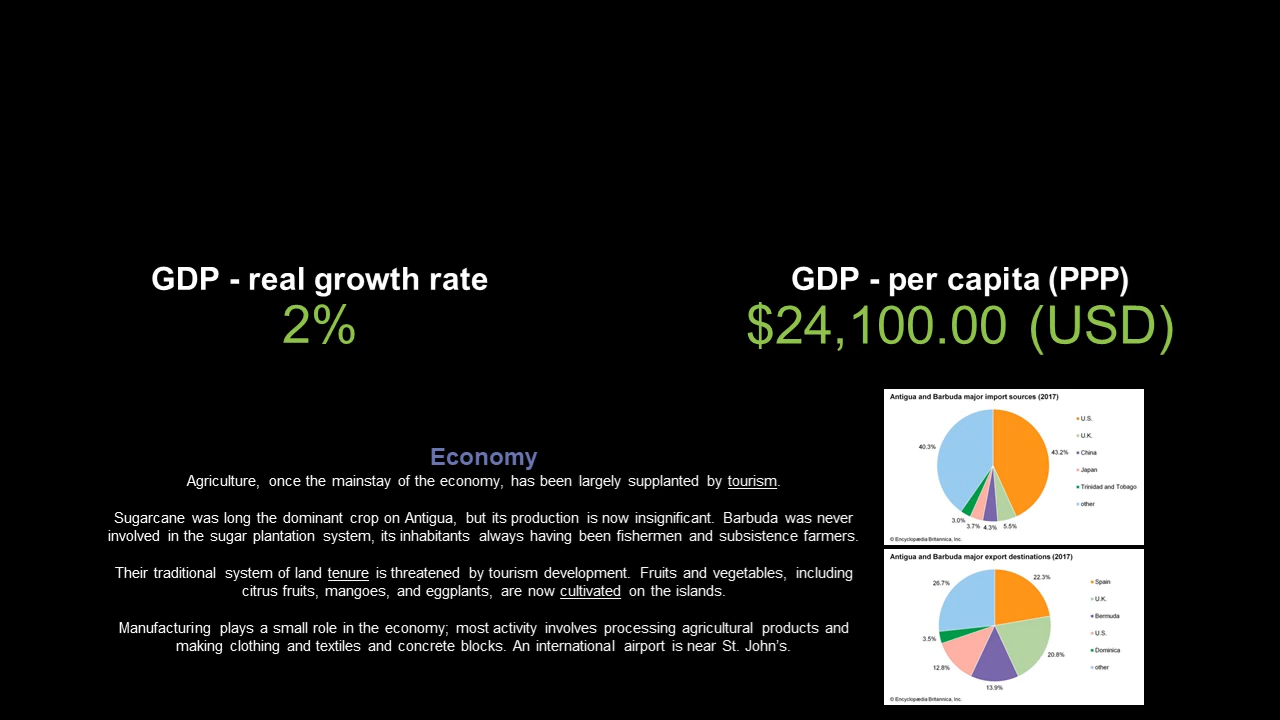 GDP - real growth rate
2%
GDP - per capita (PPP)
$24,100.00 (USD)
Economy
Agriculture, once the mainstay of the economy, has been largely supplanted by tourism.
Sugarcane was long the dominant crop on Antigua, but its production is now insignificant. Barbuda was never
involved in the sugar plantation system, its inhabitants always having been fishermen and subsistence farmers.
Their traditional system of land tenure is threatened by tourism development. Fruits and vegetables, including
citrus fruits, mangoes, and eggplants, are now cultivated on the islands.
Manufacturing plays a small role in the economy; most activity involves processing agricultural products and
making clothing and textiles and concrete blocks. An international airport is near St. John's.
Antigua and Barbuda major import sources (2017)
40.3%
43.2%
3.0%
3.7%
4.3%
5.5%
U.S.
U.K.
China
Japan
Trinidad and Tobago
other
© Encyclopædia Britannica, Inc.
Antigua and Barbuda major export destinations (2017)
26.7%
22.3%
3.5%
20.8%
12.8%
13.9%
Spain
U.K.
Bermuda
U.S.
Dominica
other
© Encyclopædia Britannica, Inc.